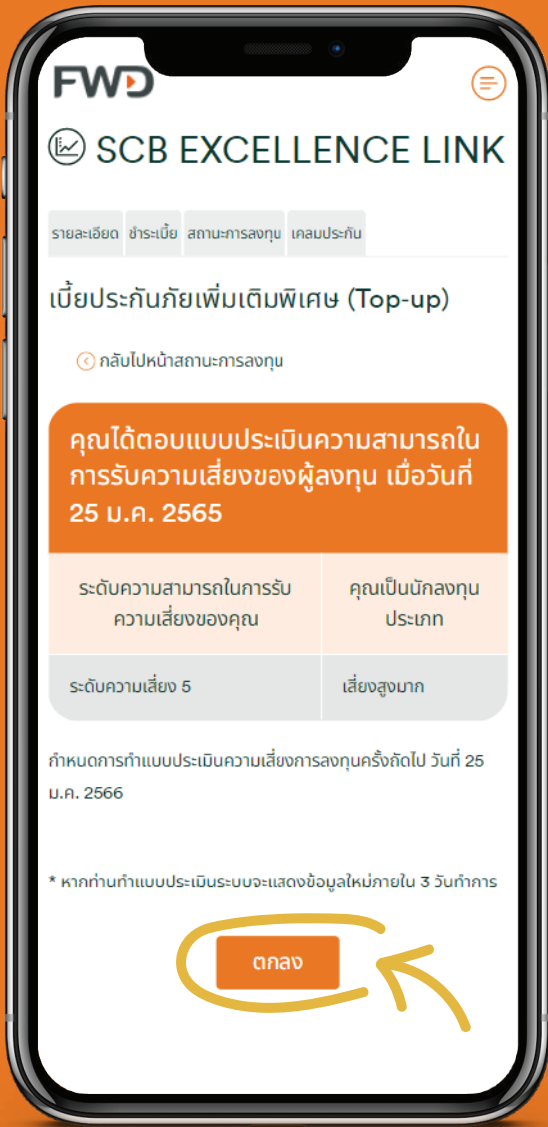 FWD
SCB EXCELLENCE LINK
รายละเอียด ชำระเบี้ย สถานะการลงทุน เคลมประกัน
เบี้ยประกันภัยเพิ่มเติมพิเศษ (Top-up)
กลับไปหน้าสถานะการลงทุน
คุณได้ตอบแบบประเมินความสามารถใน
การรับความเสี่ยงของผู้ลงทุน เมื่อวันที่
25 ม.ค. 2565
ระดับความสามารถในการรับ
ความเสี่ยงของคุณ
คุณเป็นนักลงทุน
ประเภท
ระดับความเสี่ยง 5 เสี่ยงสูงมาก
กำหนดการทำแบบประเมินความเสี่ยงการลงทุนครั้งถัดไป วันที่ 25
ม.ค. 2566
* หากท่านทำแบบประเมินระบบจะแสดงข้อมูลใหม่ภายใน 3 วันทำการ
ตกลง